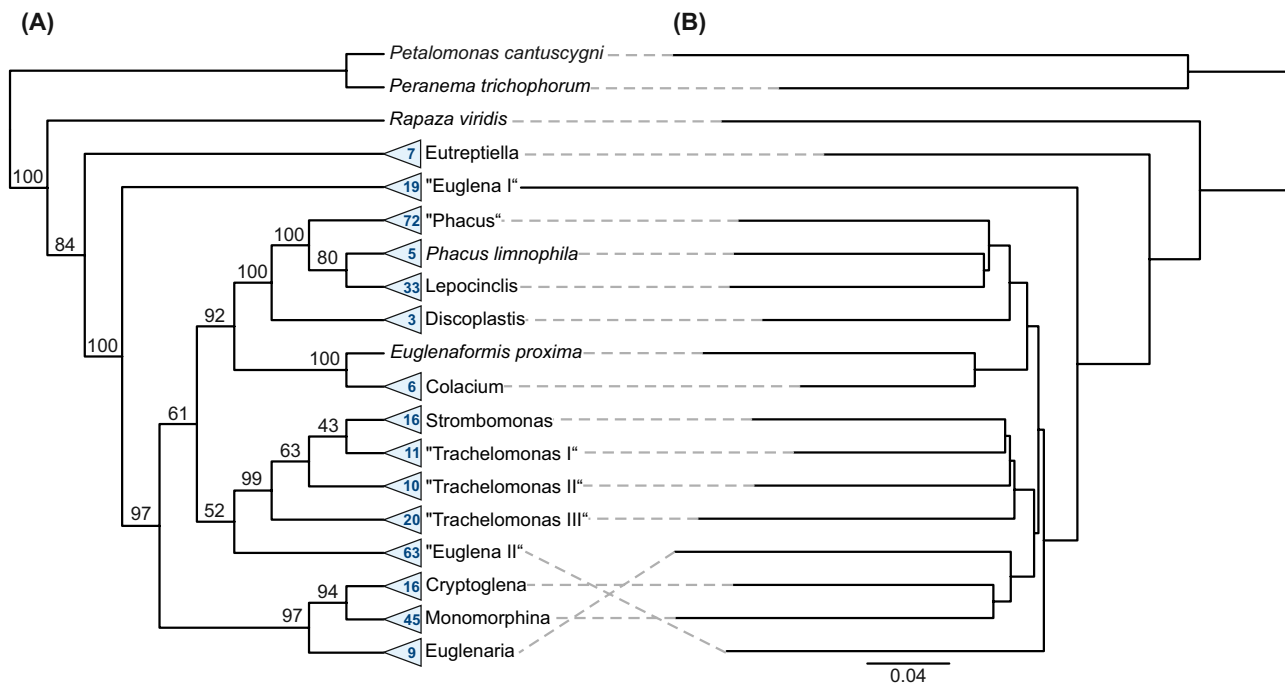 (A) (B)
Petalomonas cantuscygni
Peranema trichophorum
Rapaza viridis
7 Eutreptiella
100
19 "Euglena I“
72 "Phacus“
100
84
5 Phacus limnophila
80
100
33 Lepocinclis
3 Discoplastis
92
100
Euglenaformis proxima
100
6 Colacium
61
16 Strombomonas
43
11 "Trachelomonas I“
63
10 "Trachelomonas II“
99
97
52
20 "Trachelomonas III“
63 "Euglena II“
16 Cryptoglena
94
97
45 Monomorphina
9 Euglenaria
0.04